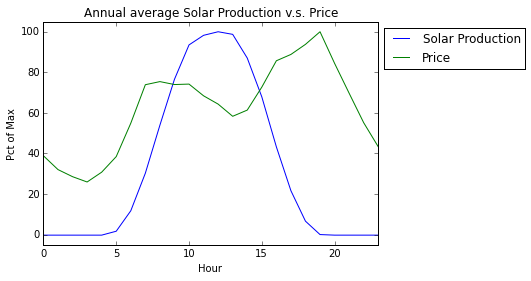 Annual average Solar Production v.s. Price
Solar Production
Price
Pct of Max
100
80
60
40
20
0
0 5 10 15 20
Hour